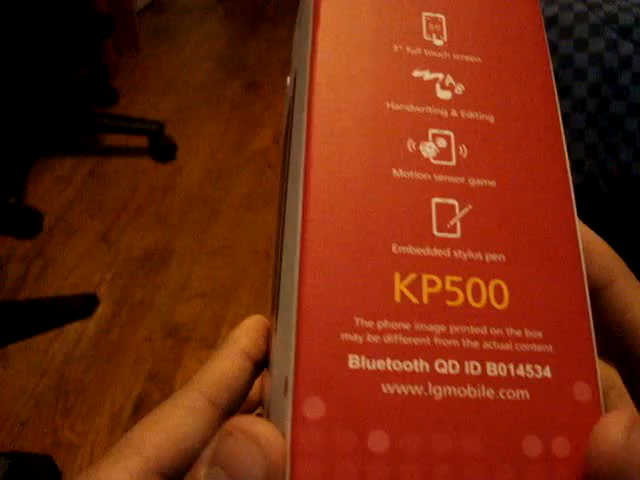 3" full touch screen
Handwriting & Editing
Motion sensor game
Embedded stylus pen
KP500
The phone image printed on the box
may be different from the actual content
Bluetooth QD ID B014534
www.lgmobile.com